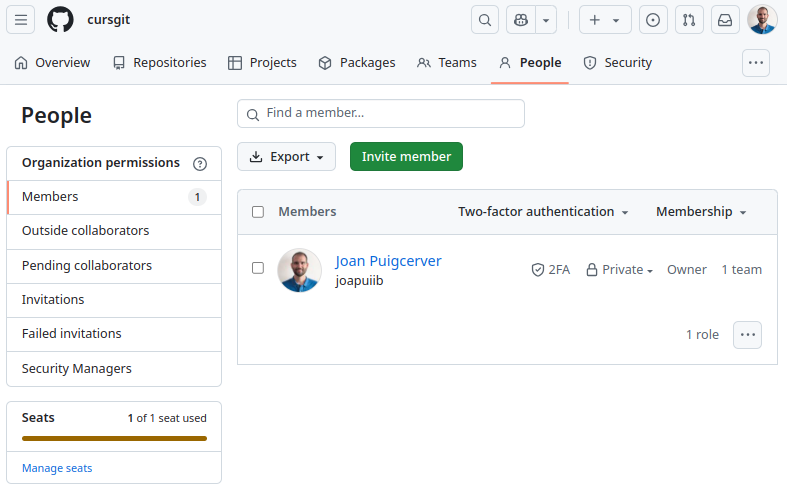 cursgit
Overview Repositories Projects Packages Teams People Security
People
Find a member...
Export Invite member
Organization permissions
Members 1
Outside collaborators
Pending collaborators
Invitations
Failed invitations
Security Managers
Seats 1 of 1 seat used
Manage seats
Members Two-factor authentication Membership
Joan Puigcerver
joapuiib
2FA Private Owner 1 team
1 role